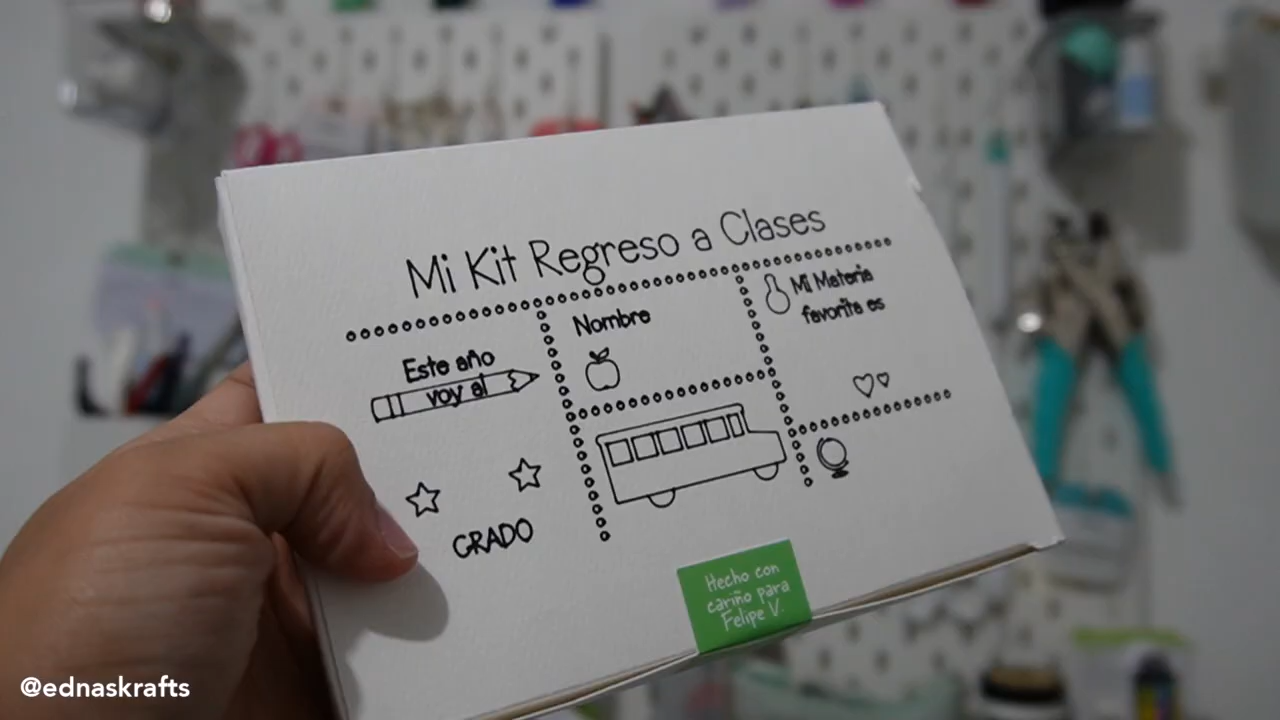 Mi Kit Regreso a Clases
Este año
voy al
GRADO
Nombre
Mi Materia
favorita es
Hecho con
cariño para
Felipe V.
@ednaskrafts